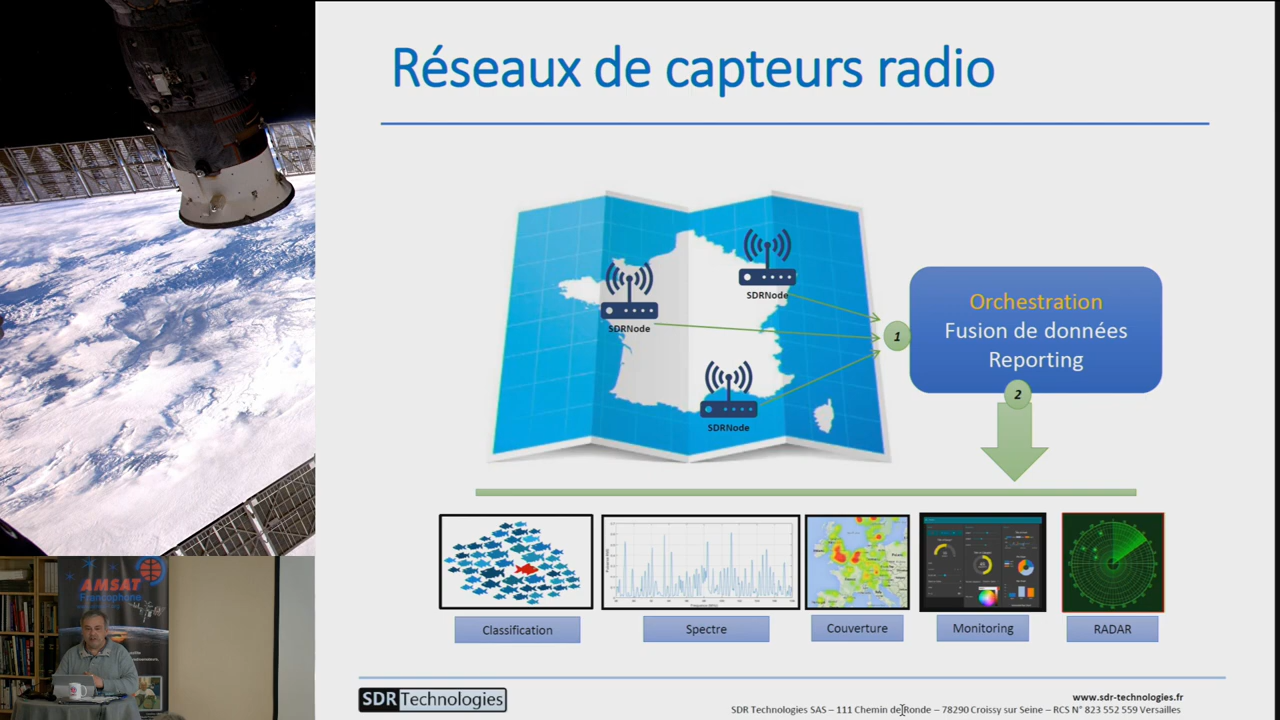 Réseaux de capteurs radio
SDRNode
SDRNode
SDRNode
1
Orchestration
Fusion de données
Reporting
2
Classification
Spectre
Couverture
Monitoring
RADAR
AMSAT
Francophone
SDRTechnologies
www.sdr-technologies.fr
SDR Technologies SAS – 111 Chemin de Ronde – 78290 Croissy sur Seine – RCS N° 823 552 559 Versailles